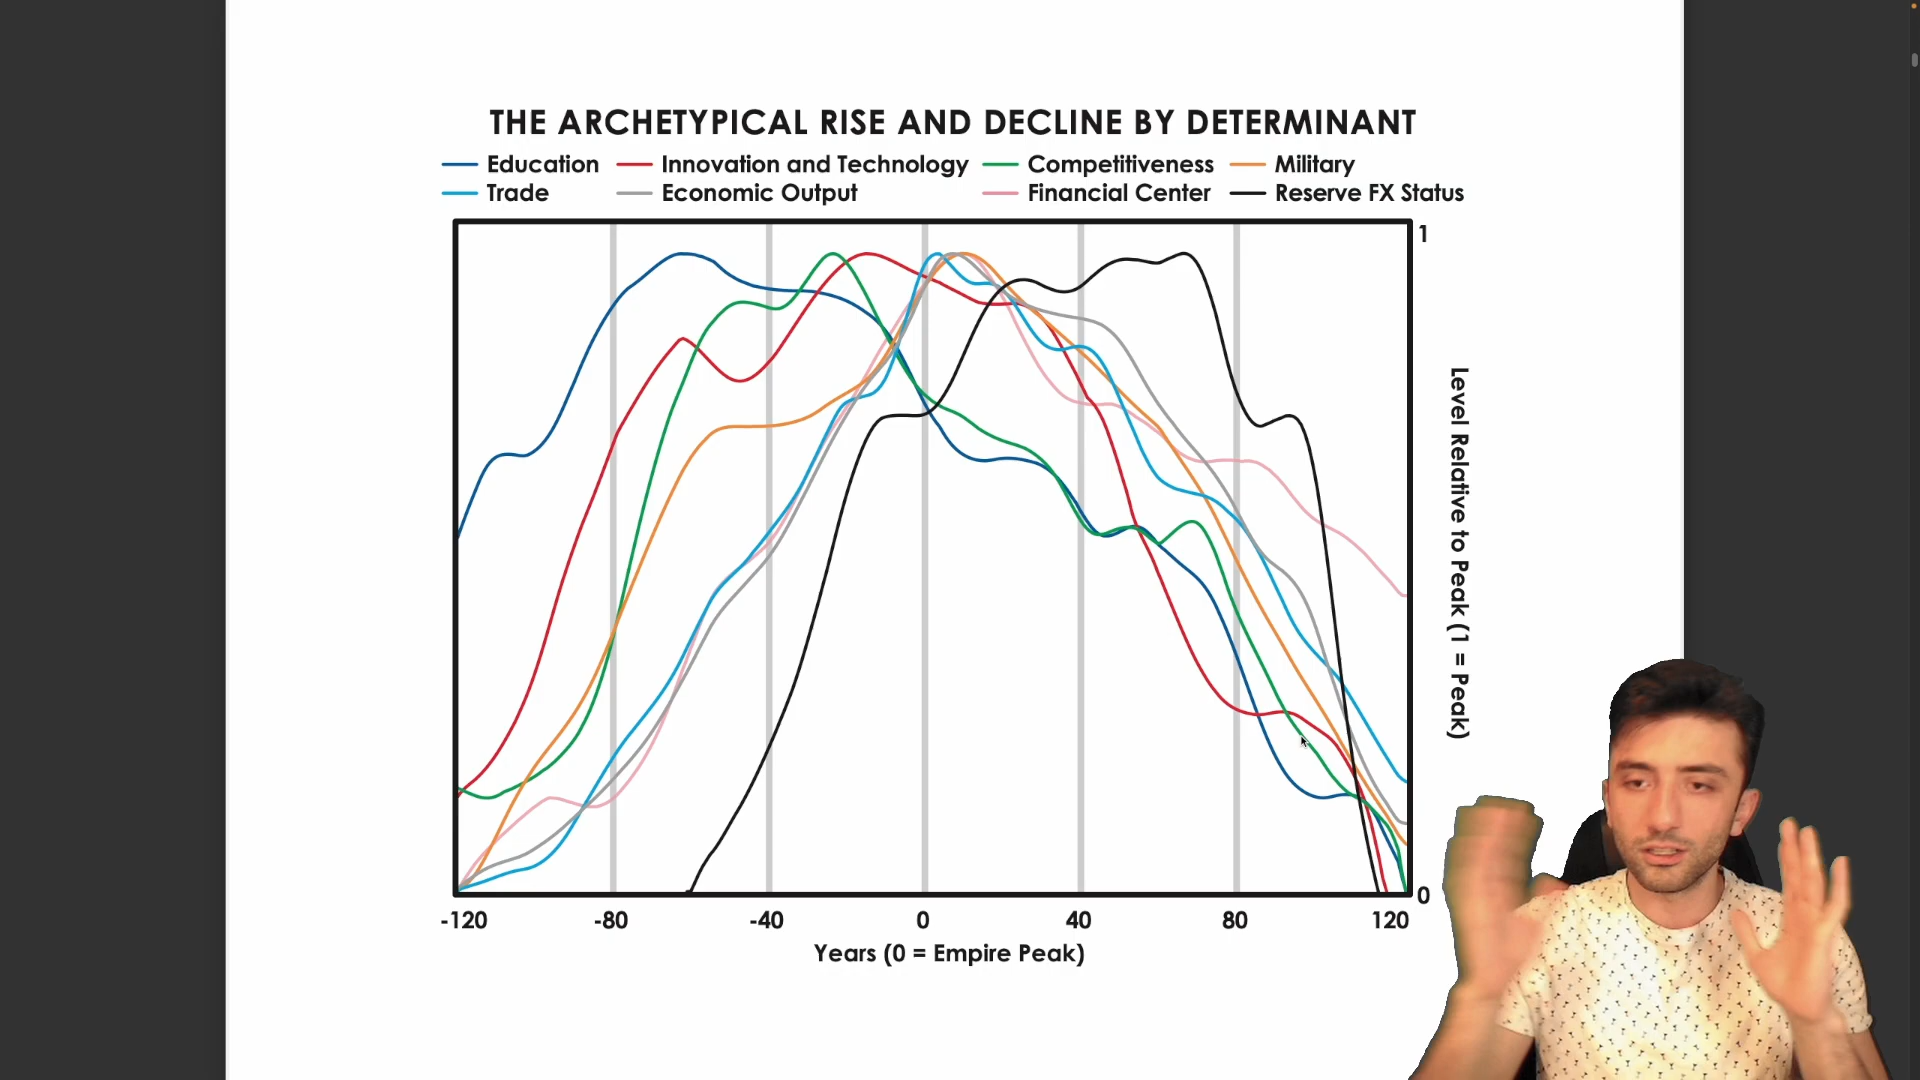 THE ARCHETYPICAL RISE AND DECLINE BY DETERMINANT
Education Innovation and Technology Competitiveness Military
Trade Economic Output Financial Center Reserve FX Status
1
Level Relative to Peak (1 = Peak)
0
-120 -80 -40 0 40 80 120
Years (0 = Empire Peak)